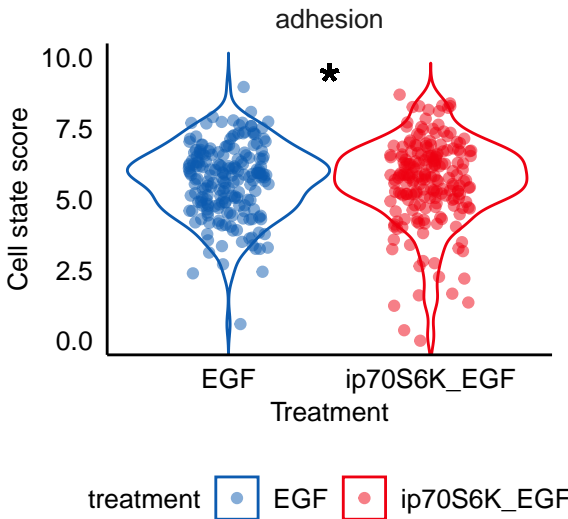 adhesion
*
10.0
7.5
5.0
2.5
0.0
Cell state score
EGF ip70S6K_EGF
Treatment
treatment EGF ip70S6K_EGF